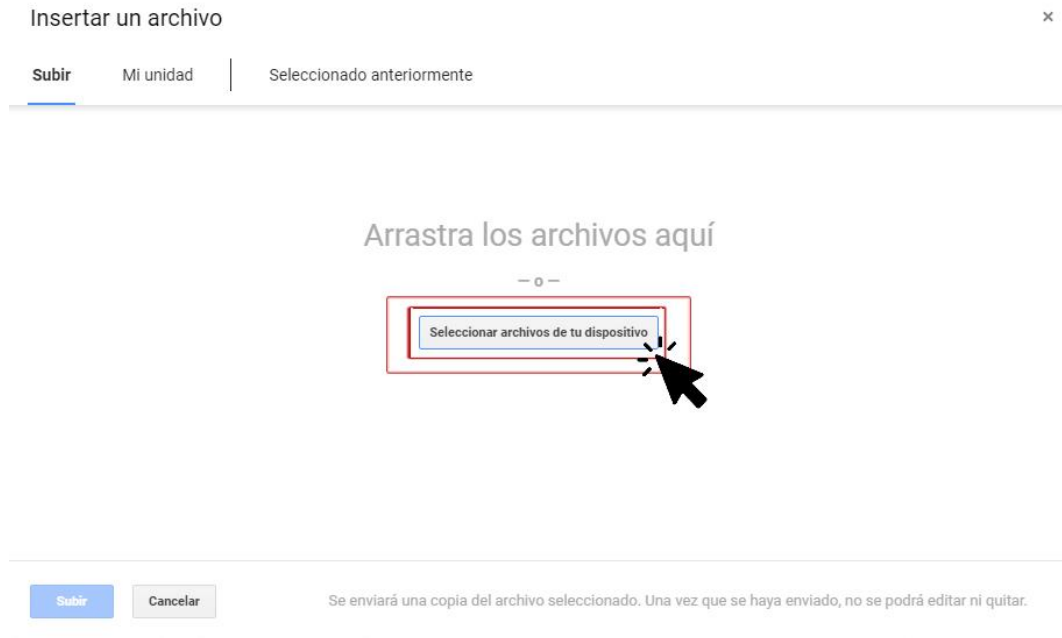 Insertar un archivo ×
Subir Mi unidad Seleccionado anteriormente
Arrastra los archivos aquí
— o —
Seleccionar archivos de tu dispositivo
Subir Cancelar Se enviará una copia del archivo seleccionado. Una vez que se haya enviado, no se podrá editar ni quitar.